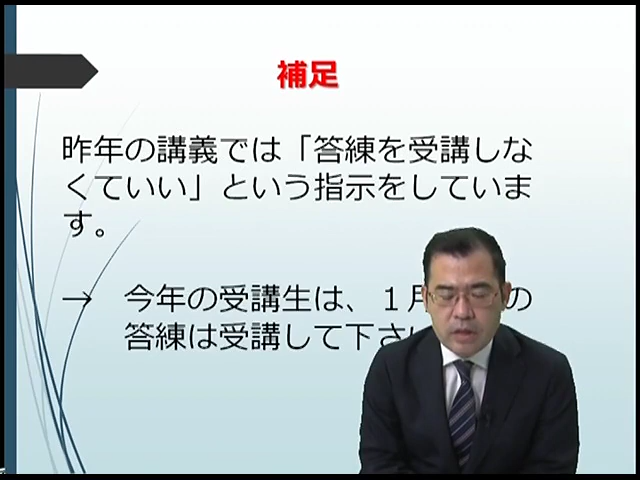 補足
昨年の講義では「答練を受講しな
くていい」という指示をしていま
す。
→ 今年の受講生は、１月 の
答練は受講して下さ